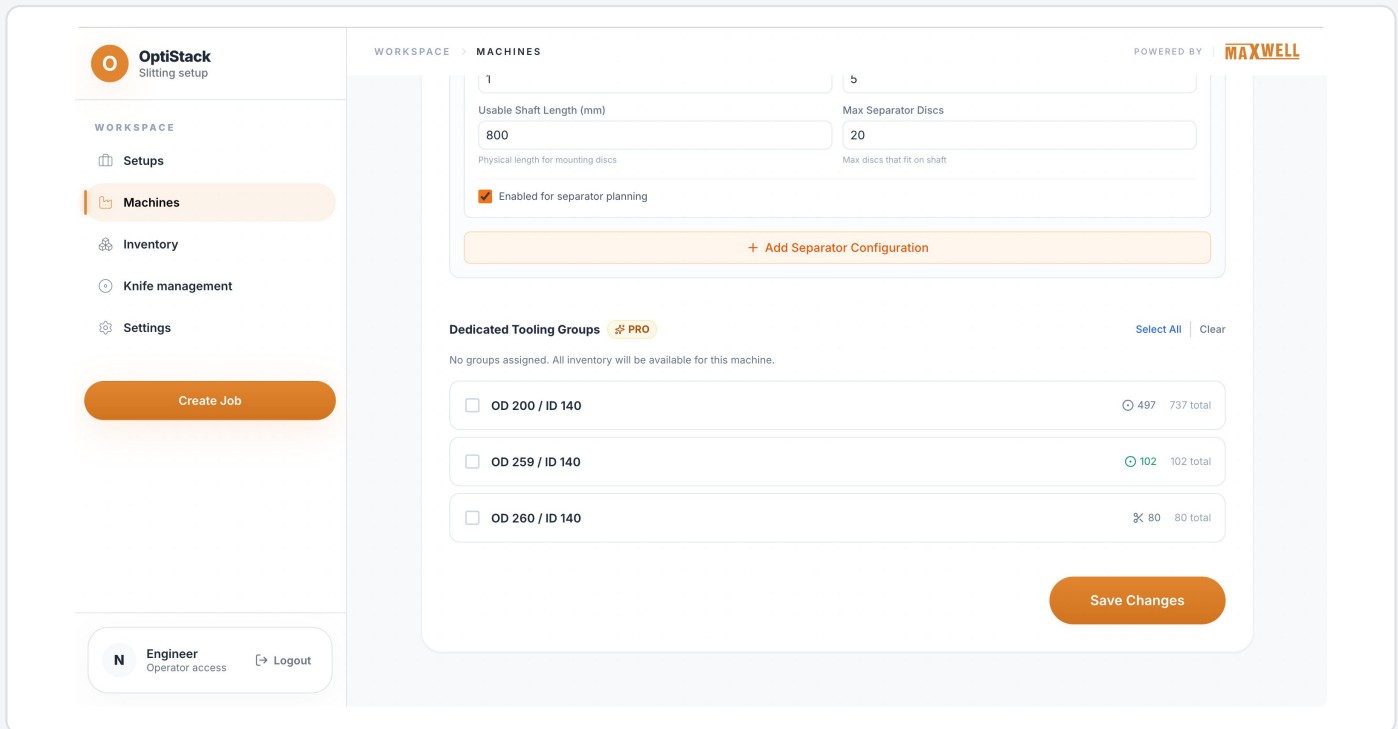 O
OptiStack
Slitting setup
WORKSPACE
Setups
Machines
Inventory
Knife management
Settings
Create Job
N
Engineer
Operator access
Logout
WORKSPACE > MACHINES
POWERED BY MAXWELL
1 5
Usable Shaft Length (mm) Max Separator Discs
800 20
Physical length for mounting discs Max discs that fit on shaft
Enabled for separator planning
+ Add Separator Configuration
Dedicated Tooling Groups PRO Select All Clear
No groups assigned. All inventory will be available for this machine.
OD 200 / ID 140 497 737 total
OD 259 / ID 140 102 102 total
OD 260 / ID 140 80 80 total
Save Changes